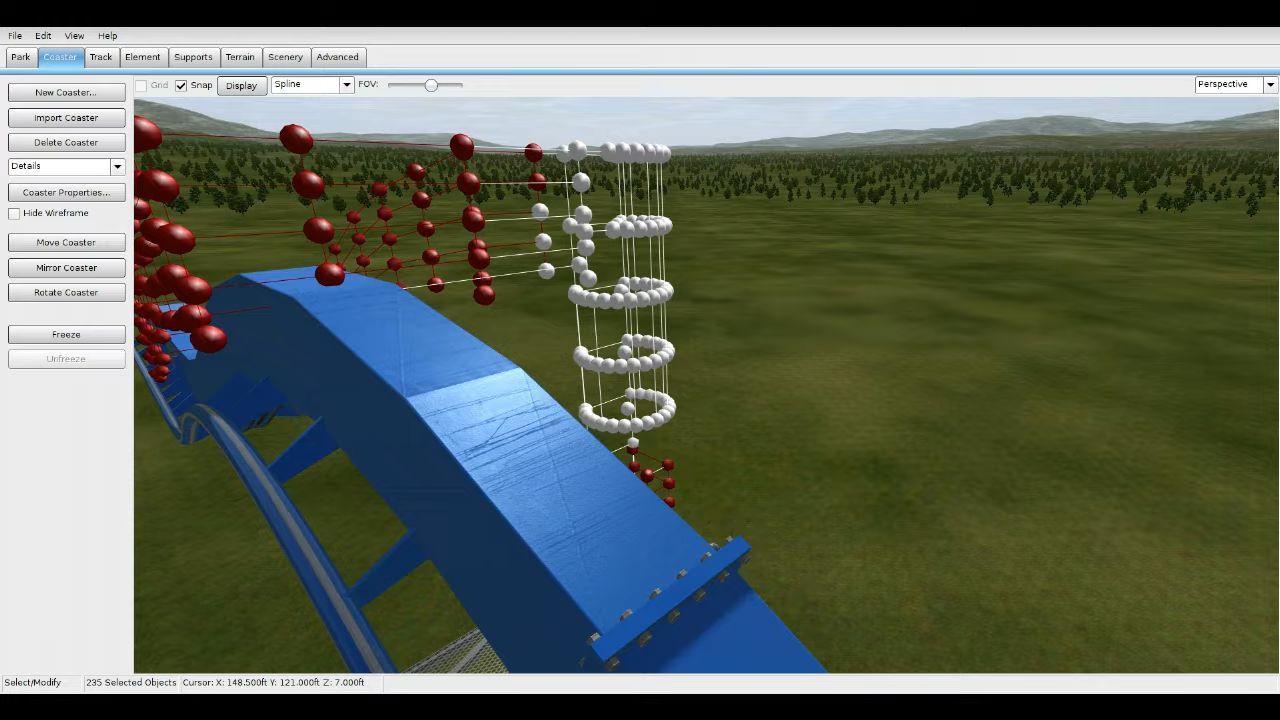 File Edit View Help
Park Coaster Track Element Supports Terrain Scenery Advanced
Grid Snap Display Spline FOV: Perspective
New Coaster...
Import Coaster
Delete Coaster
Details
Coaster Properties...
Hide Wireframe
Move Coaster
Mirror Coaster
Rotate Coaster
Freeze
Unfreeze
Select/Modify 235 Selected Objects Cursor: X: 148.500ft Y: 121.000ft Z: 7.000ft